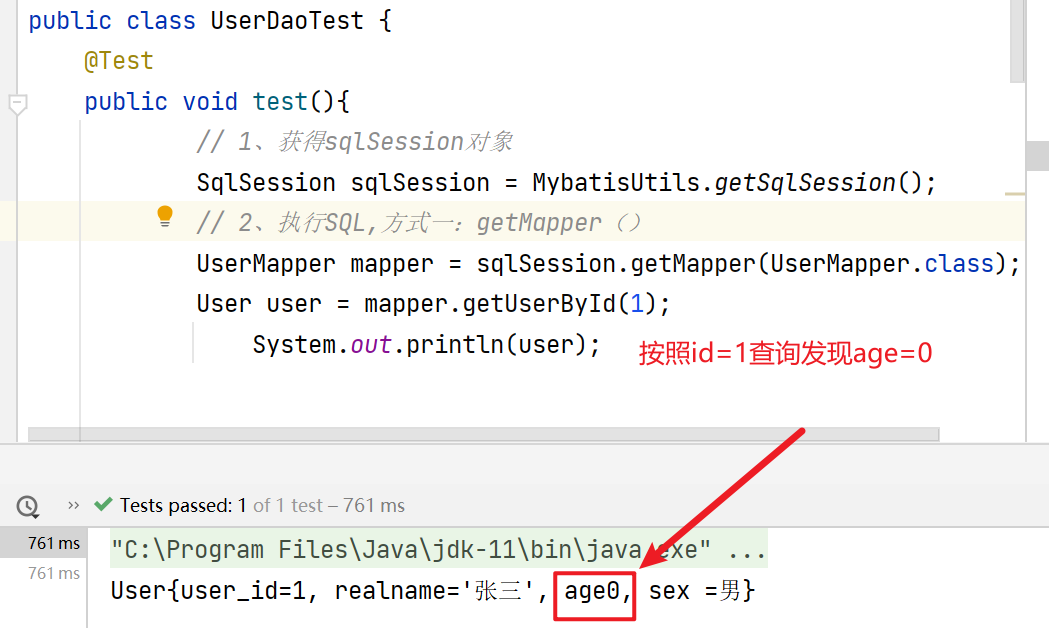 public class UserDaoTest {
@Test
public void test(){
// 1、获得sqlSession对象
SqlSession sqlSession = MybatisUtils.getSqlSession();
// 2、执行SQL,方式一：getMapper（）
UserMapper mapper = sqlSession.getMapper(UserMapper.class);
User user = mapper.getUserById(1);
System.out.println(user);
按照id=1查询发现age=0
Tests passed: 1 of 1 test – 761 ms
761 ms
"C:\Program Files\Java\jdk-11\bin\java.exe" ...
761 ms
User{user_id=1, realname='张三', age0, sex =男}